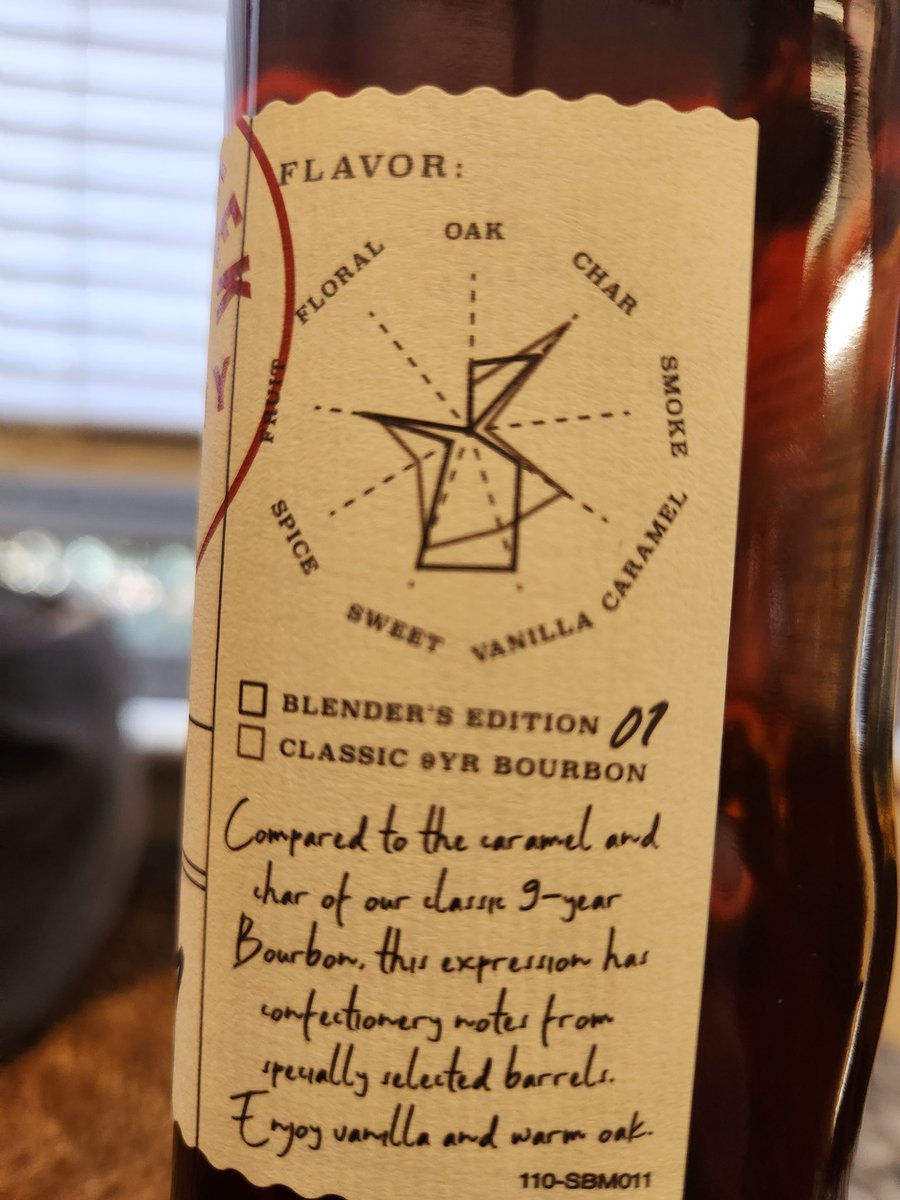 FLAVOR:
OAK
CHAR
FLORAL
SMOKE
FRUIT
CARAMEL
SPICE
SWEET
VANILLA
BLENDER'S EDITION 01
CLASSIC 9YR BOURBON
Compared to the caramel and
char of our classic 9-year
Bourbon, this expression has
confectionery notes from
specially selected barrels.
Enjoy vanilla and warm oak.
110-SBM011